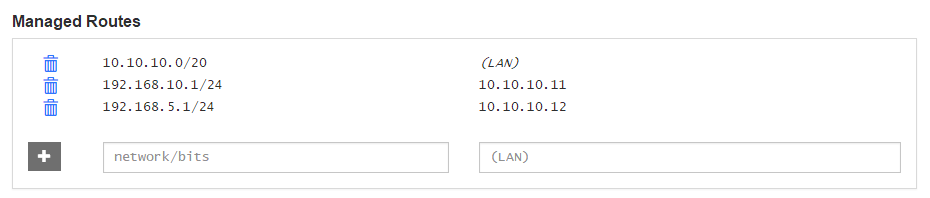 Managed Routes
10.10.10.0/20 (LAN)
192.168.10.1/24 10.10.10.11
192.168.5.1/24 10.10.10.12
network/bits (LAN)